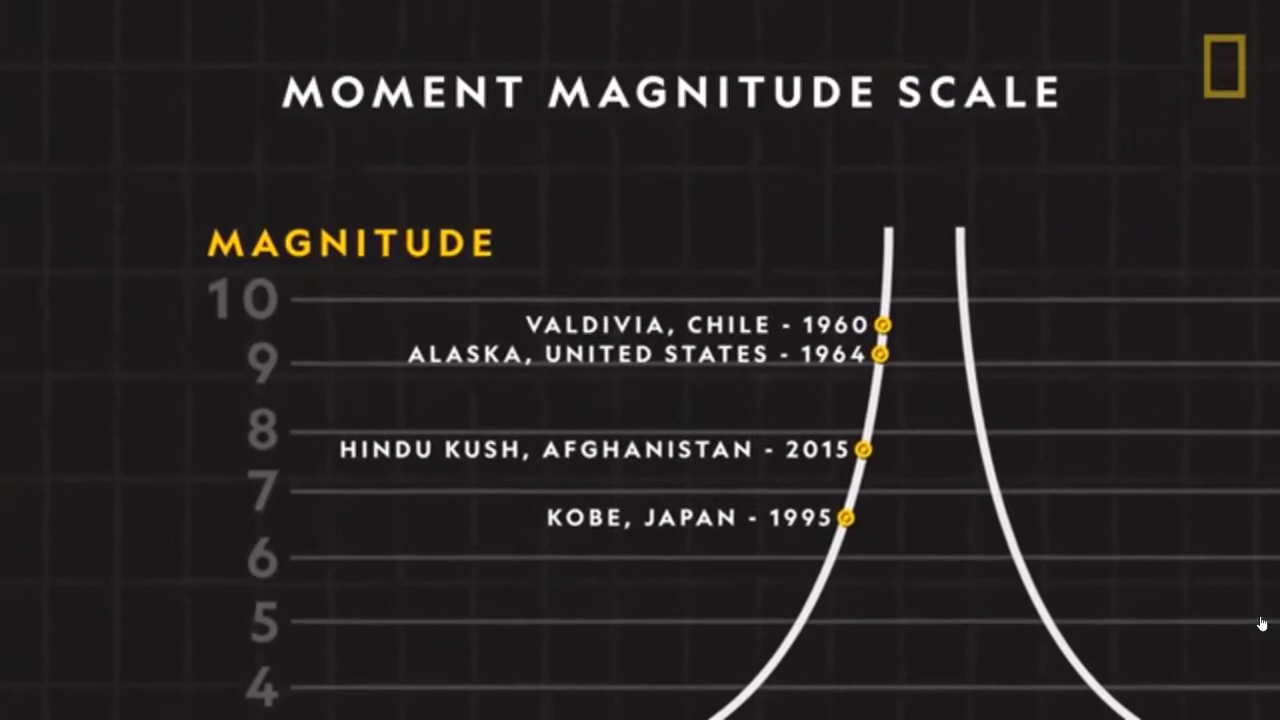 MOMENT MAGNITUDE SCALE
MAGNITUDE
10
VALDIVIA, CHILE - 1960
ALASKA, UNITED STATES - 1964
9
8
HINDU KUSH, AFGHANISTAN - 2015
7
KOBE, JAPAN - 1995
6
5
4